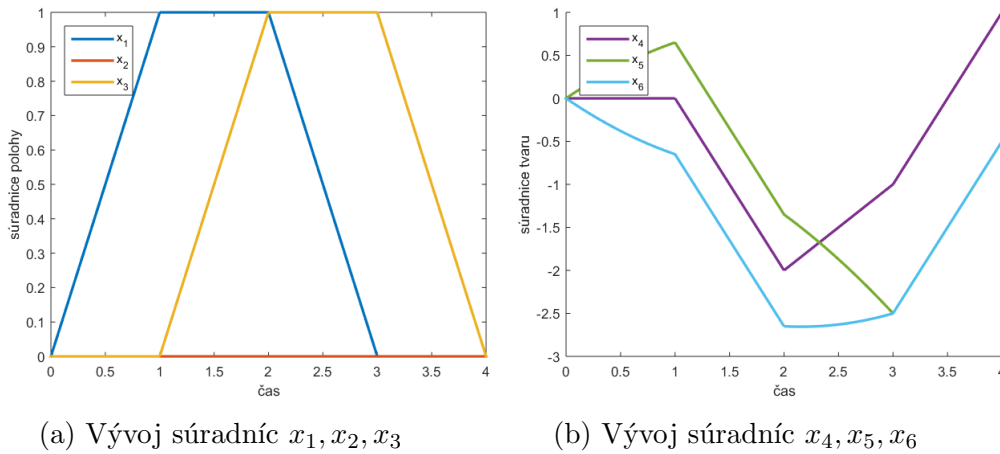 1
0.9
0.8
0.7
0.6
0.5
0.4
0.3
0.2
0.1
0
súradnice polohy
x₁
x₂
x₃
0 0.5 1 1.5 2 2.5 3 3.5 4
čas
(a) Vývoj súradníc x₁, x₂, x₃
1
0.5
0
-0.5
-1
-1.5
-2
-2.5
-3
súradnice tvaru
x₄
x₅
x₆
0 0.5 1 1.5 2 2.5 3 3.5 4
čas
(b) Vývoj súradníc x₄, x₅, x₆